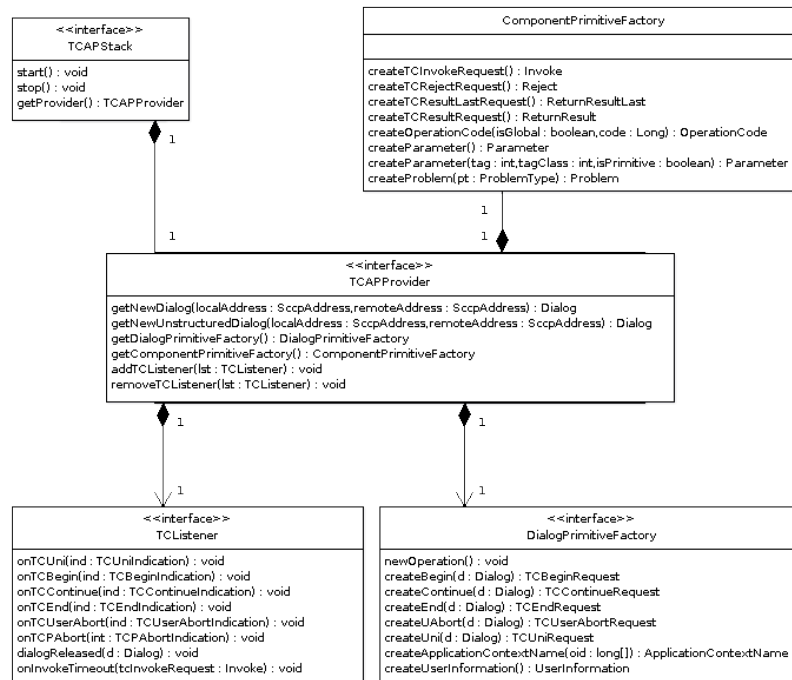 <<interface>>
TCAPStack
start() : void
stop() : void
getProvider() : TCAPPProvider
1
1
ComponentPrimitiveFactory
createTCInvokeRequest() : Invoke
createTCRejectRequest() : Reject
createTCResultLastRequest() : ReturnResultLast
createTCResultRequest() : ReturnResult
createOperationCode(isGlobal : boolean,code : Long) : OperationCode
createParameter() : Parameter
createParameter(tag : int,tagClass : int,isPrimitive : boolean) : Parameter
createProblem(pt : ProblemType) : Problem
1
1
<<interface>>
TCAPProvider
getNewDialog(localAddress : SccpAddress,remoteAddress : SccpAddress) : Dialog
getNewUnstructuredDialog(localAddress : SccpAddress,remoteAddress : SccpAddress) : Dialog
getDialogPrimitiveFactory() : DialogPrimitiveFactory
getComponentPrimitiveFactory() : ComponentPrimitiveFactory
addTCListener(lst : TCListener) : void
removeTCListener(lst : TCListener) : void
1
1
1
1
<<interface>>
TCListener
onTCUni(ind : TCUniIndication) : void
onTCBegin(ind : TCBeginIndication) : void
onTCContinue(ind : TCContinueIndication) : void
onTCEnd(ind : TCEndIndication) : void
onTCUserAbort(ind : TCUserAbortIndication) : void
onTCPAbort(int : TCPAbortIndication) : void
dialogReleased(d : Dialog) : void
onInvokeTimeout(tcInvokeRequest : Invoke) : void
<<interface>>
DialogPrimitiveFactory
newOperation() : void
createBegin(d : Dialog) : TCBeginRequest
createContinue(d : Dialog) : TCContinueRequest
createEnd(d : Dialog) : TCEndRequest
createUAbort(d : Dialog) : TCUserAbortRequest
createUni(d : Dialog) : TCUniRequest
createApplicationContextName(oid : long[]) : ApplicationContextName
createUserInformation() : UserInformation